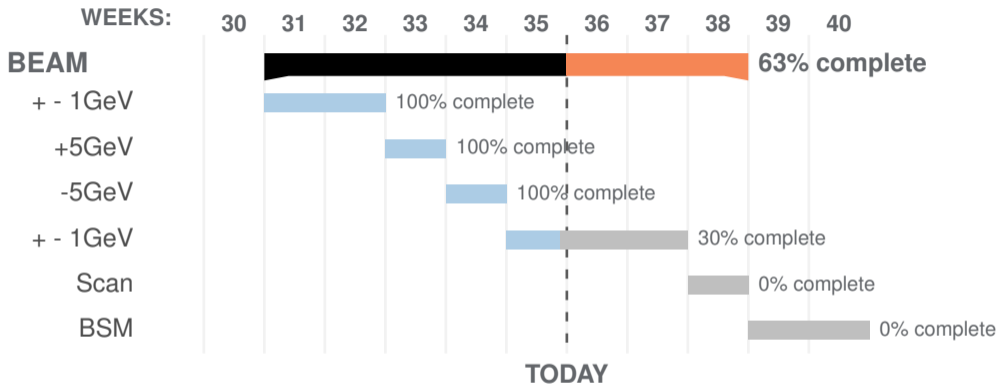 WEEKS: 30 31 32 33 34 35 36 37 38 39 40
BEAM 63% complete
+ - 1GeV 100% complete
+5GeV 100% complete
-5GeV 100% complete
+ - 1GeV 30% complete
Scan 0% complete
BSM 0% complete
TODAY